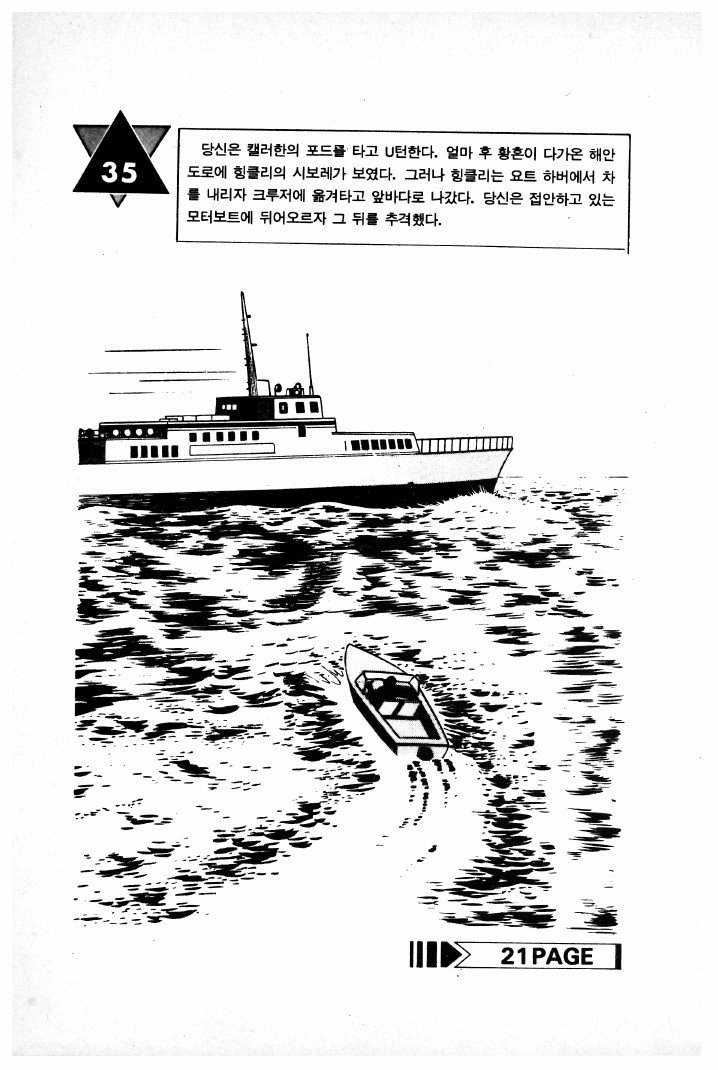 35
당신은 캘러한의 포드를 타고 U턴한다. 얼마 후 황혼이 다가온 해안
도로에 힝클리의 시보레가 보였다. 그러나 힝클리는 요트 하버에서 차
를 내리자 크루저에 옮겨타고 앞바다로 나갔다. 당신은 접안하고 있는
모터보트에 뛰어오르자 그 뒤를 추격했다.
21PAGE